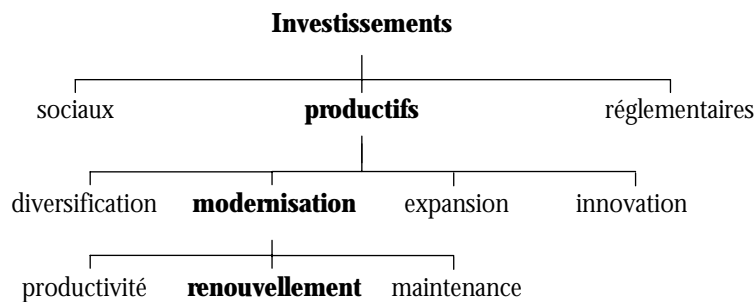 Investissements
sociaux productifs réglementaires
diversification modernisation expansion innovation
productivité renouvellement maintenance